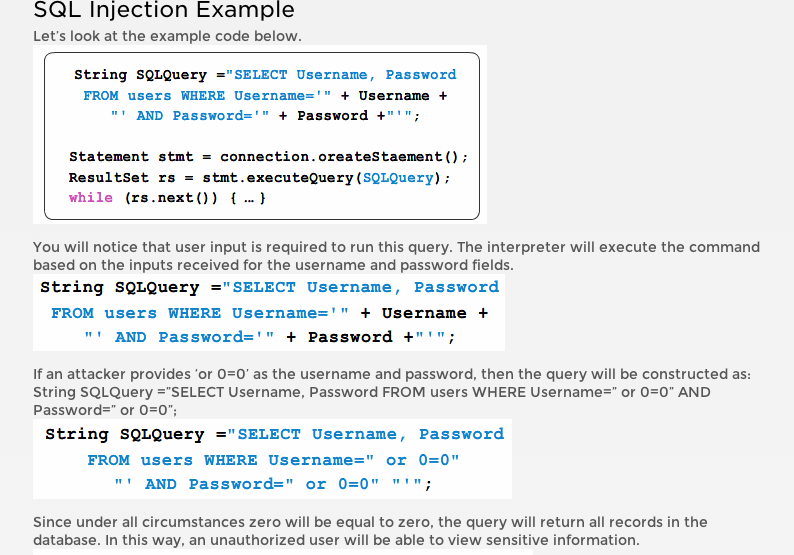 SQL Injection Example
Let's look at the example code below.
String SQLQuery ="SELECT Username, Password
FROM users WHERE Username='" + Username +
"' AND Password='" + Password +"'";
Statement stmt = connection.oreateStaement();
ResultSet rs = stmt.executeQuery(SQLQuery);
while (rs.next()) { … }
You will notice that user input is required to run this query. The interpreter will execute the command
based on the inputs received for the username and password fields.
String SQLQuery ="SELECT Username, Password
FROM users WHERE Username='" + Username +
"' AND Password='" + Password +"'";
If an attacker provides ‘or 0=0’ as the username and password, then the query will be constructed as:
String SQLQuery =”SELECT Username, Password FROM users WHERE Username=” or 0=0” AND
Password=” or 0=0”;
String SQLQuery ="SELECT Username, Password
FROM users WHERE Username=" or 0=0"
"' AND Password=" or 0=0" "'";
Since under all circumstances zero will be equal to zero, the query will return all records in the
database. In this way, an unauthorized user will be able to view sensitive information.